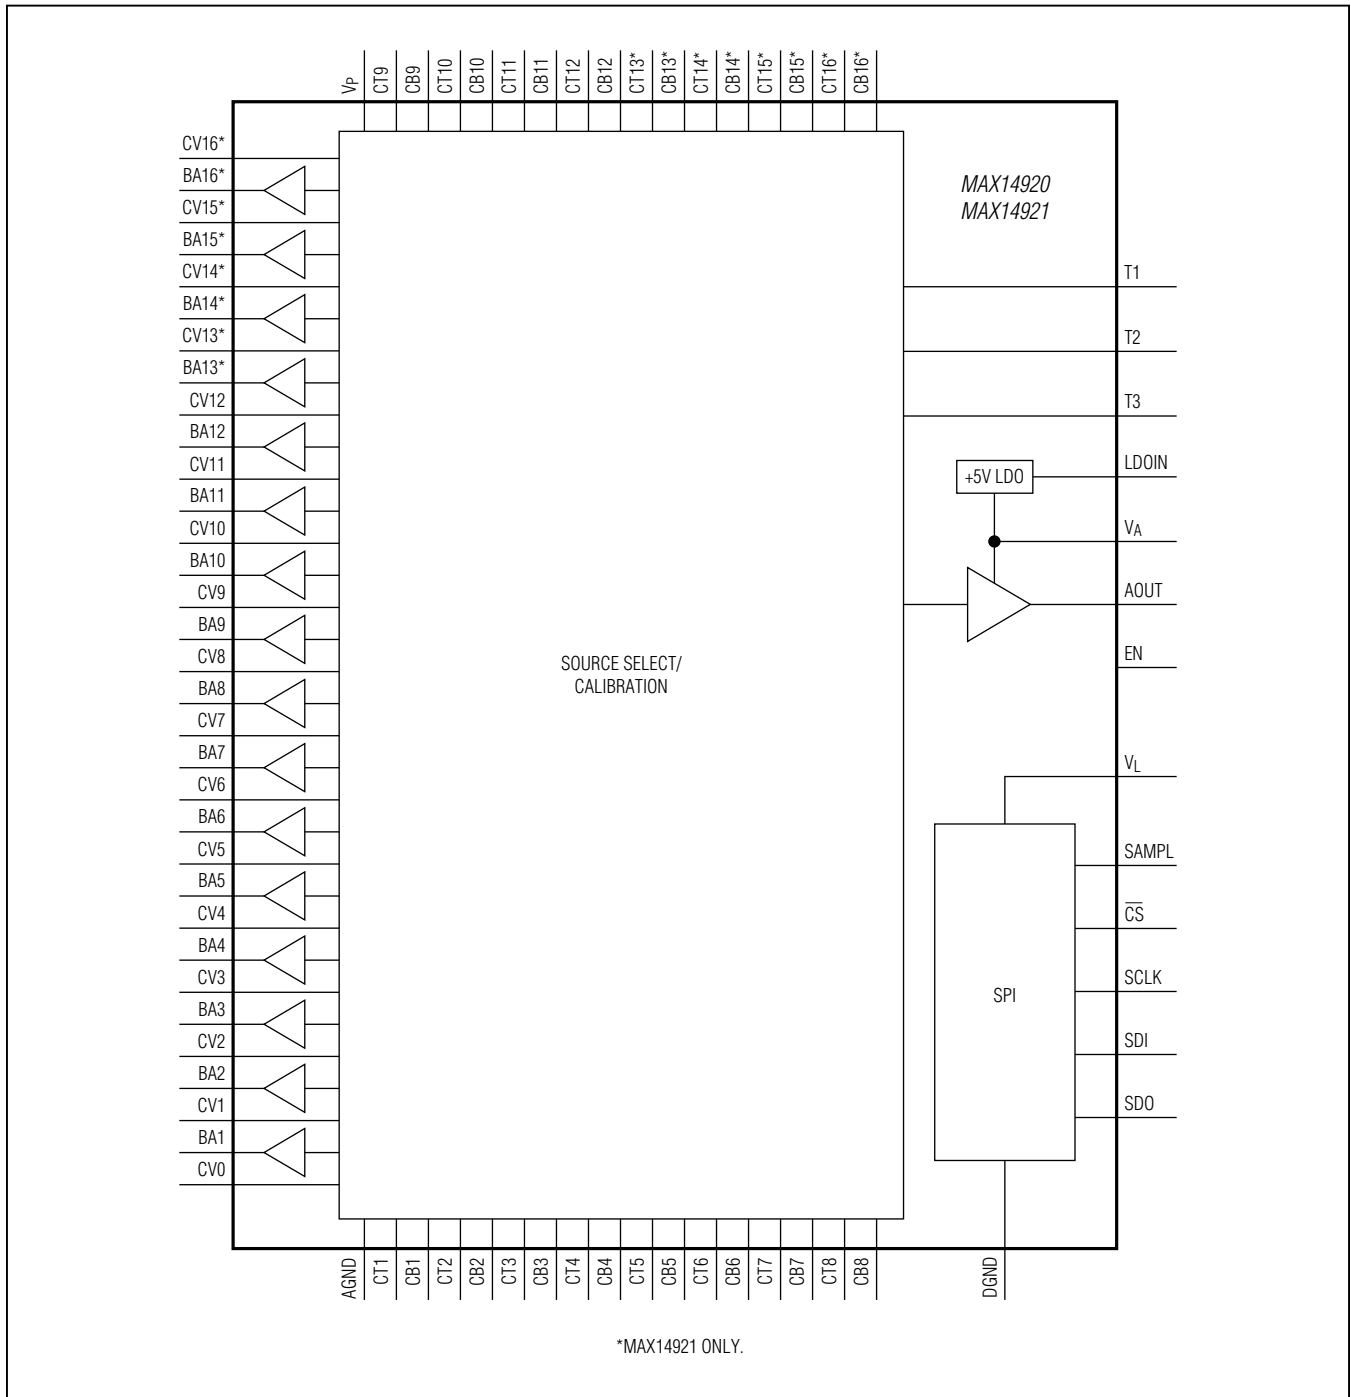 VP
CT9
CB9
CT10
CB10
CT11
CB11
CT12
CB12
CT13*
CB13*
CT14*
CB14*
CT15*
CB15*
CT16*
CB16*
CV16*
BA16*
CV15*
BA15*
CV14*
BA14*
CV13*
BA13*
CV12
BA12
CV11
BA11
CV10
BA10
CV9
BA9
CV8
BA8
CV7
BA7
CV6
BA6
CV5
BA5
CV4
BA4
CV3
BA3
CV2
BA2
CV1
BA1
CV0
SOURCE SELECT/
CALIBRATION
MAX14920
MAX14921
T1
T2
T3
+5V LDO
LDOIN
VA
AOUT
EN
VL
SPI
SAMPL
CS
SCLK
SDI
SDO
AGND
CT1
CB1
CT2
CB2
CT3
CB3
CT4
CB4
CT5
CB5
CT6
CB6
CT7
CB7
CT8
CB8
DGND
*MAX14921 ONLY.